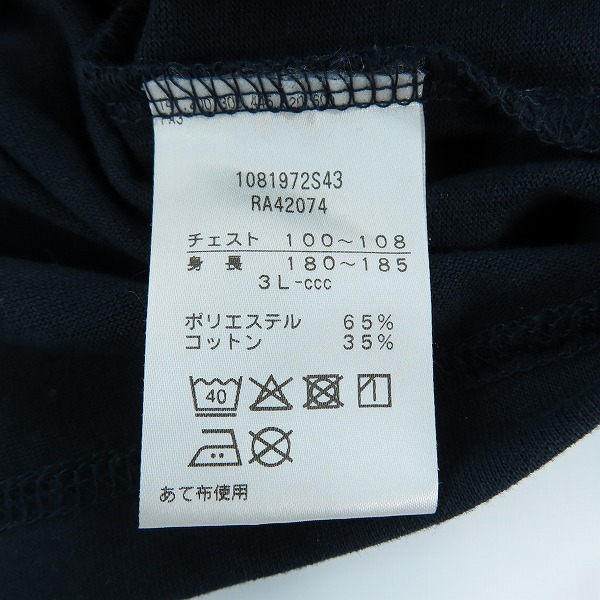 1081972S43
RA42074
チェスト 100～108
身長 180～185
3L-ccc
ポリエステル 65%
コットン 35%
40
あて布使用